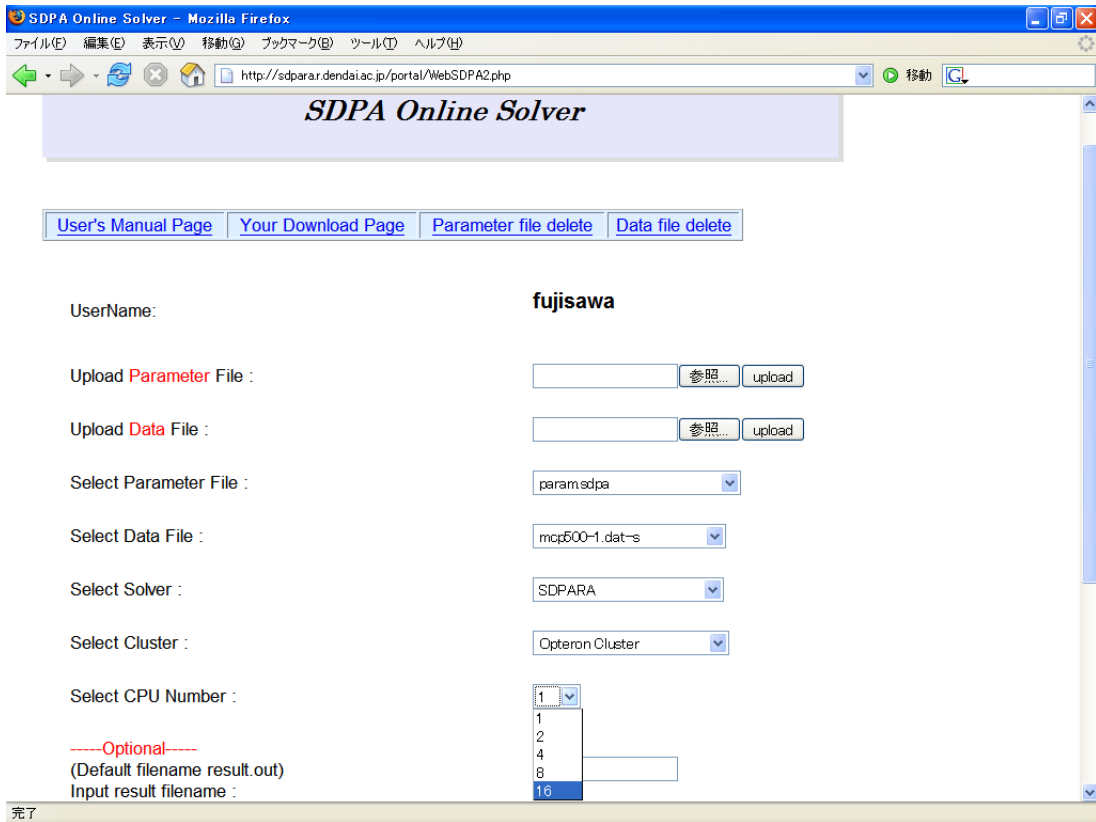 SDPA Online Solver - Mozilla Firefox
ファイル(F) 編集(E) 表示(V) 移動(G) ブックマーク(B) ツール(T) ヘルプ(H)
http://sdpara.r.dendai.ac.jp/portal/WebSDPA2.php 移動 G
SDPA Online Solver
User's Manual Page Your Download Page Parameter file delete Data file delete
UserName: fujisawa
Upload Parameter File : 参照... upload
Upload Data File : 参照... upload
Select Parameter File : param.sdpa
Select Data File : mcp500-1.dat-s
Select Solver : SDPARA
Select Cluster : Opteron Cluster
Select CPU Number : 1
1
2
4
8
16
-----Optional-----
(Default filename result.out)
Input result filename :
完了